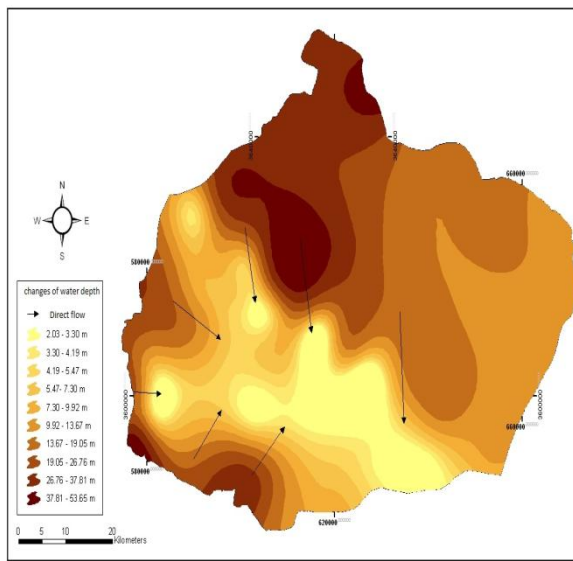 N
W
E
S
changes of water depth
Direct flow
2.03 - 3.30 m
3.30 - 4.19 m
4.19 - 5.47 m
5.47- 7.30 m
7.30 - 9.92 m
9.92 - 13.67 m
13.67 - 19.05 m
19.05 - 26.76 m
26.76 - 37.81 m
37.81 - 53.65 m
0 5 10 20
Kilometers
660000
580000
580000
660000
620000